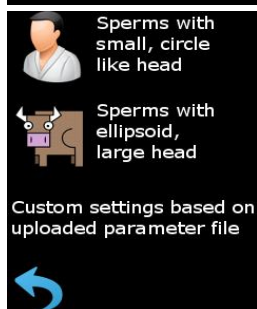 Sperms with
small, circle
like head
Sperms with
ellipsoid,
large head
Custom settings based on
uploaded parameter file